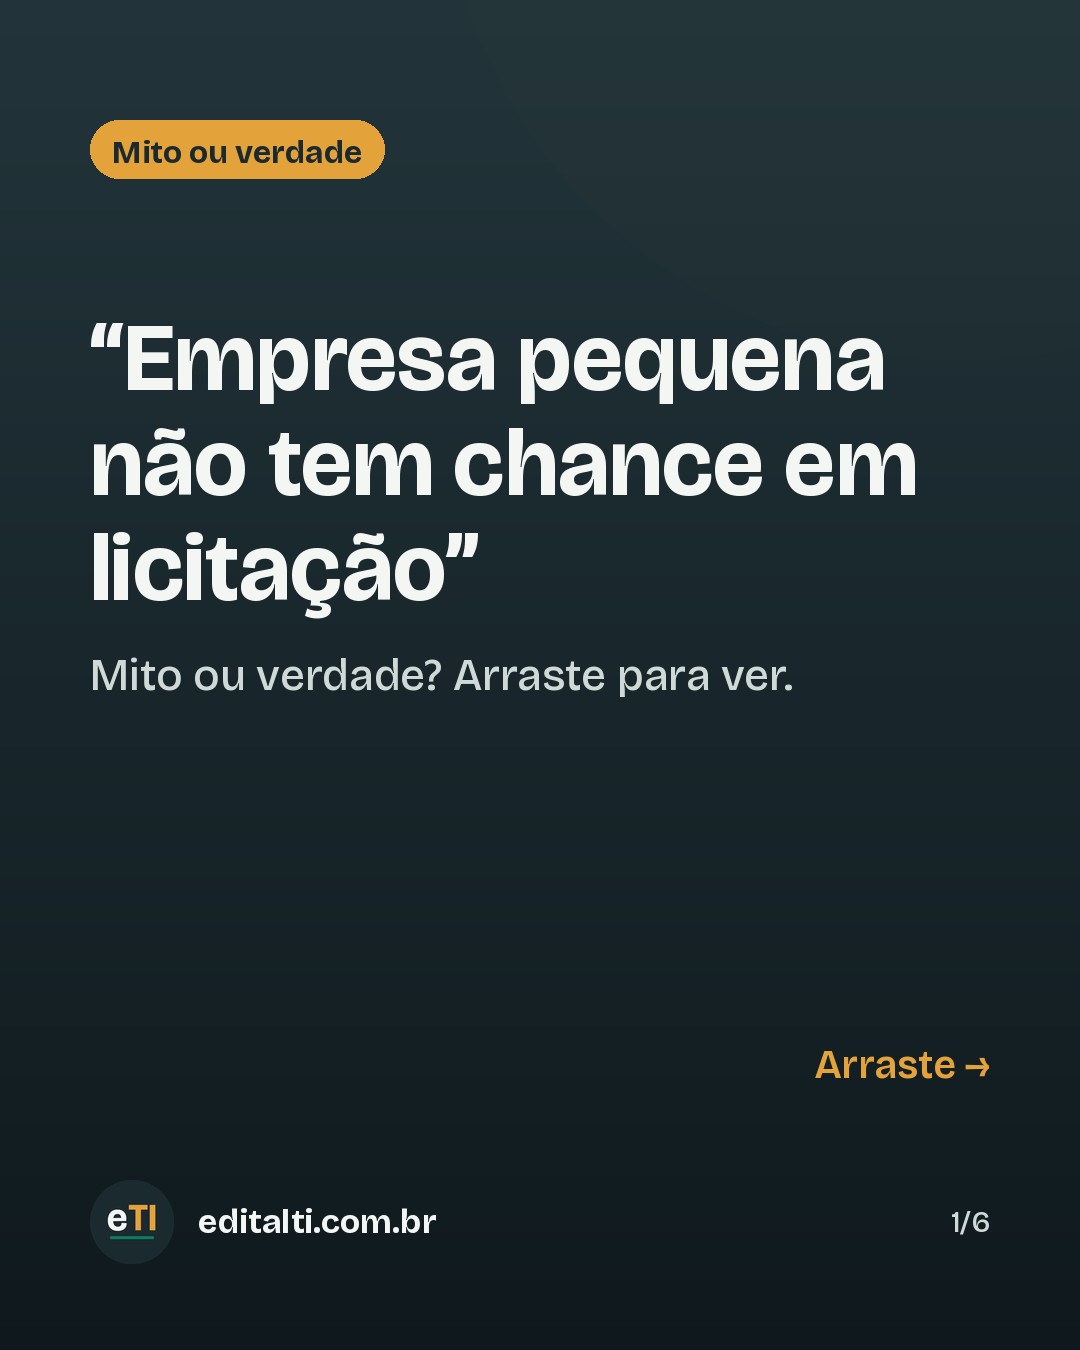 Mito ou verdade
“Empresa pequena
não tem chance em
licitação”
Mito ou verdade? Arraste para ver.
Arraste →
eTI
editalti.com.br
1/6